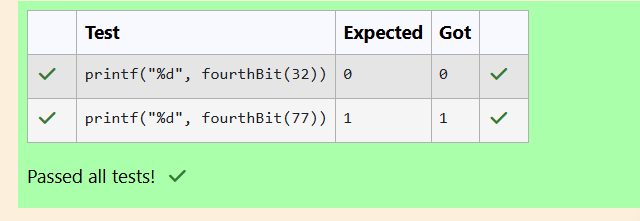 Test Expected Got
printf("%d", fourthBit(32)) 0 0
printf("%d", fourthBit(77)) 1 1
Passed all tests!